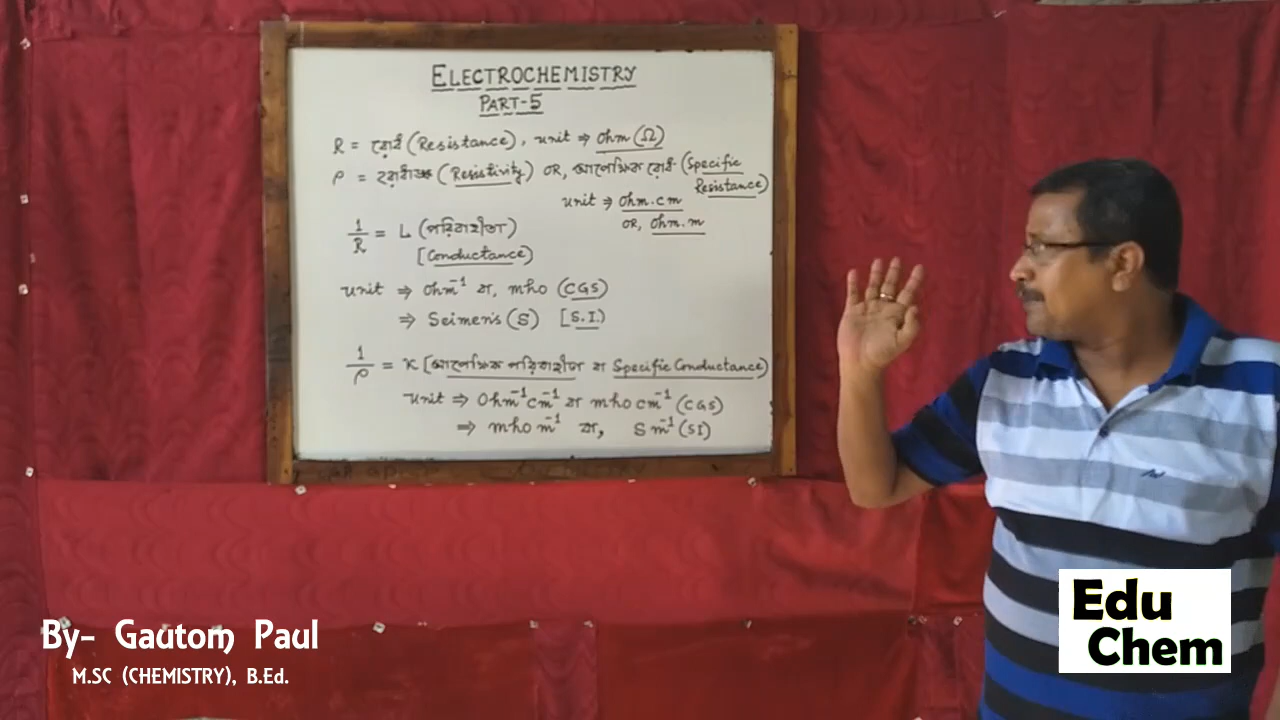 ELECTROCHEMISTRY
PART-5
R = রোধ (Resistance), unit ⇒ Ohm (Ω)
ρ = রোধাঙ্ক (Resistivity) OR, আপেক্ষিক রোধ (Specific Resistance)
unit ⇒ Ohm.cm
OR, Ohm.m
1/R = L (পরিবাহীতা)
[Conductance)
unit ⇒ Ohm⁻¹ বা, mho (CGS)
⇒ Seimen's (S) [S.I.)
1/ρ = K [আপেক্ষিক পরিবাহীতা বা Specific Conductance)
Unit ⇒ Ohm⁻¹cm⁻¹ বা mho cm⁻¹ (CGS)
⇒ mho m⁻¹ বা, S m⁻¹ (SI)
By- Gautom Paul
M.SC (CHEMISTRY), B.Ed.
Edu
Chem